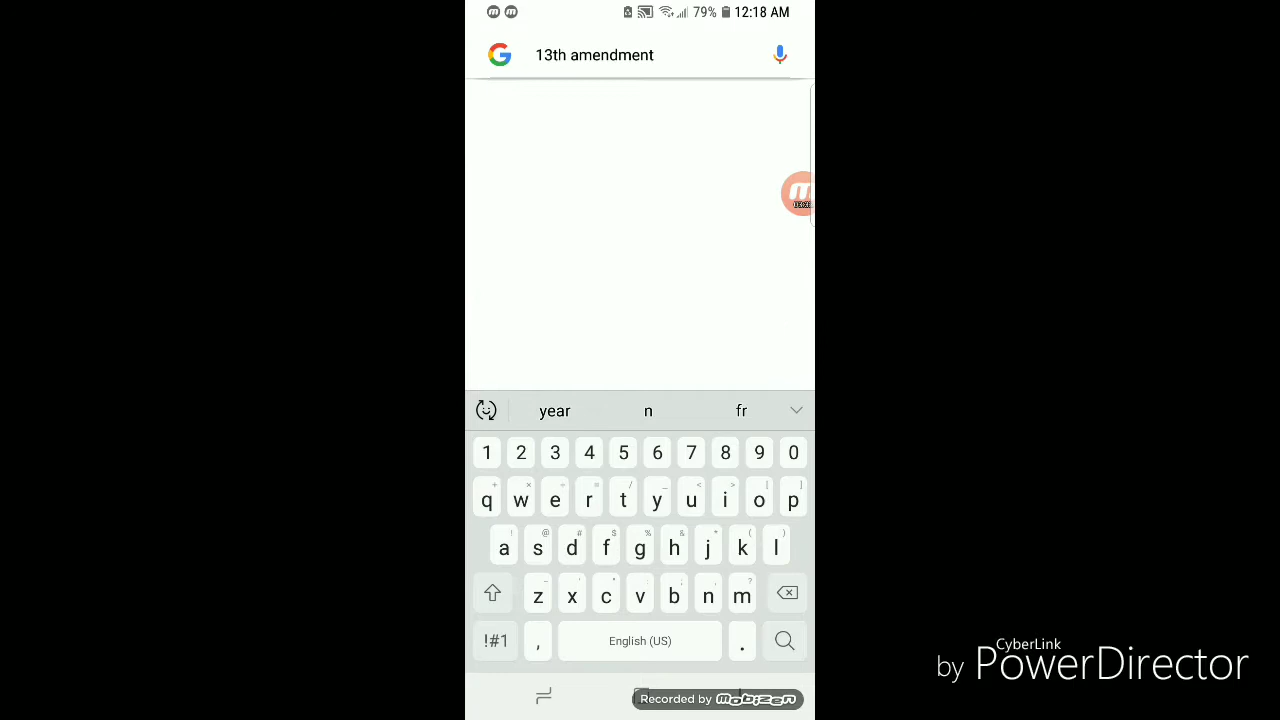 79% 12:18 AM
13th amendment
year n fr
1 2 3 4 5 6 7 8 9 0
q w e r t y u i o p
a s d f g h j k l
z x c v b n m
!#1 , English (US) .
CyberLink
by PowerDirector
Recorded by mobizen